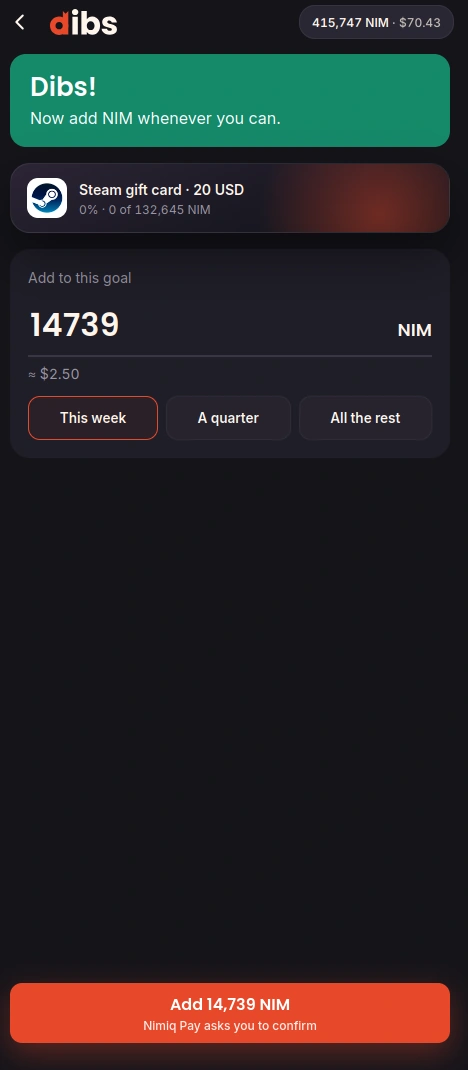 dibs
415,747 NIM · $70.43
Dibs!
Now add NIM whenever you can.
Steam gift card · 20 USD
0% · 0 of 132,645 NIM
Add to this goal
14739 NIM
≈ $2.50
This week A quarter All the rest
Add 14,739 NIM
Nimiq Pay asks you to confirm